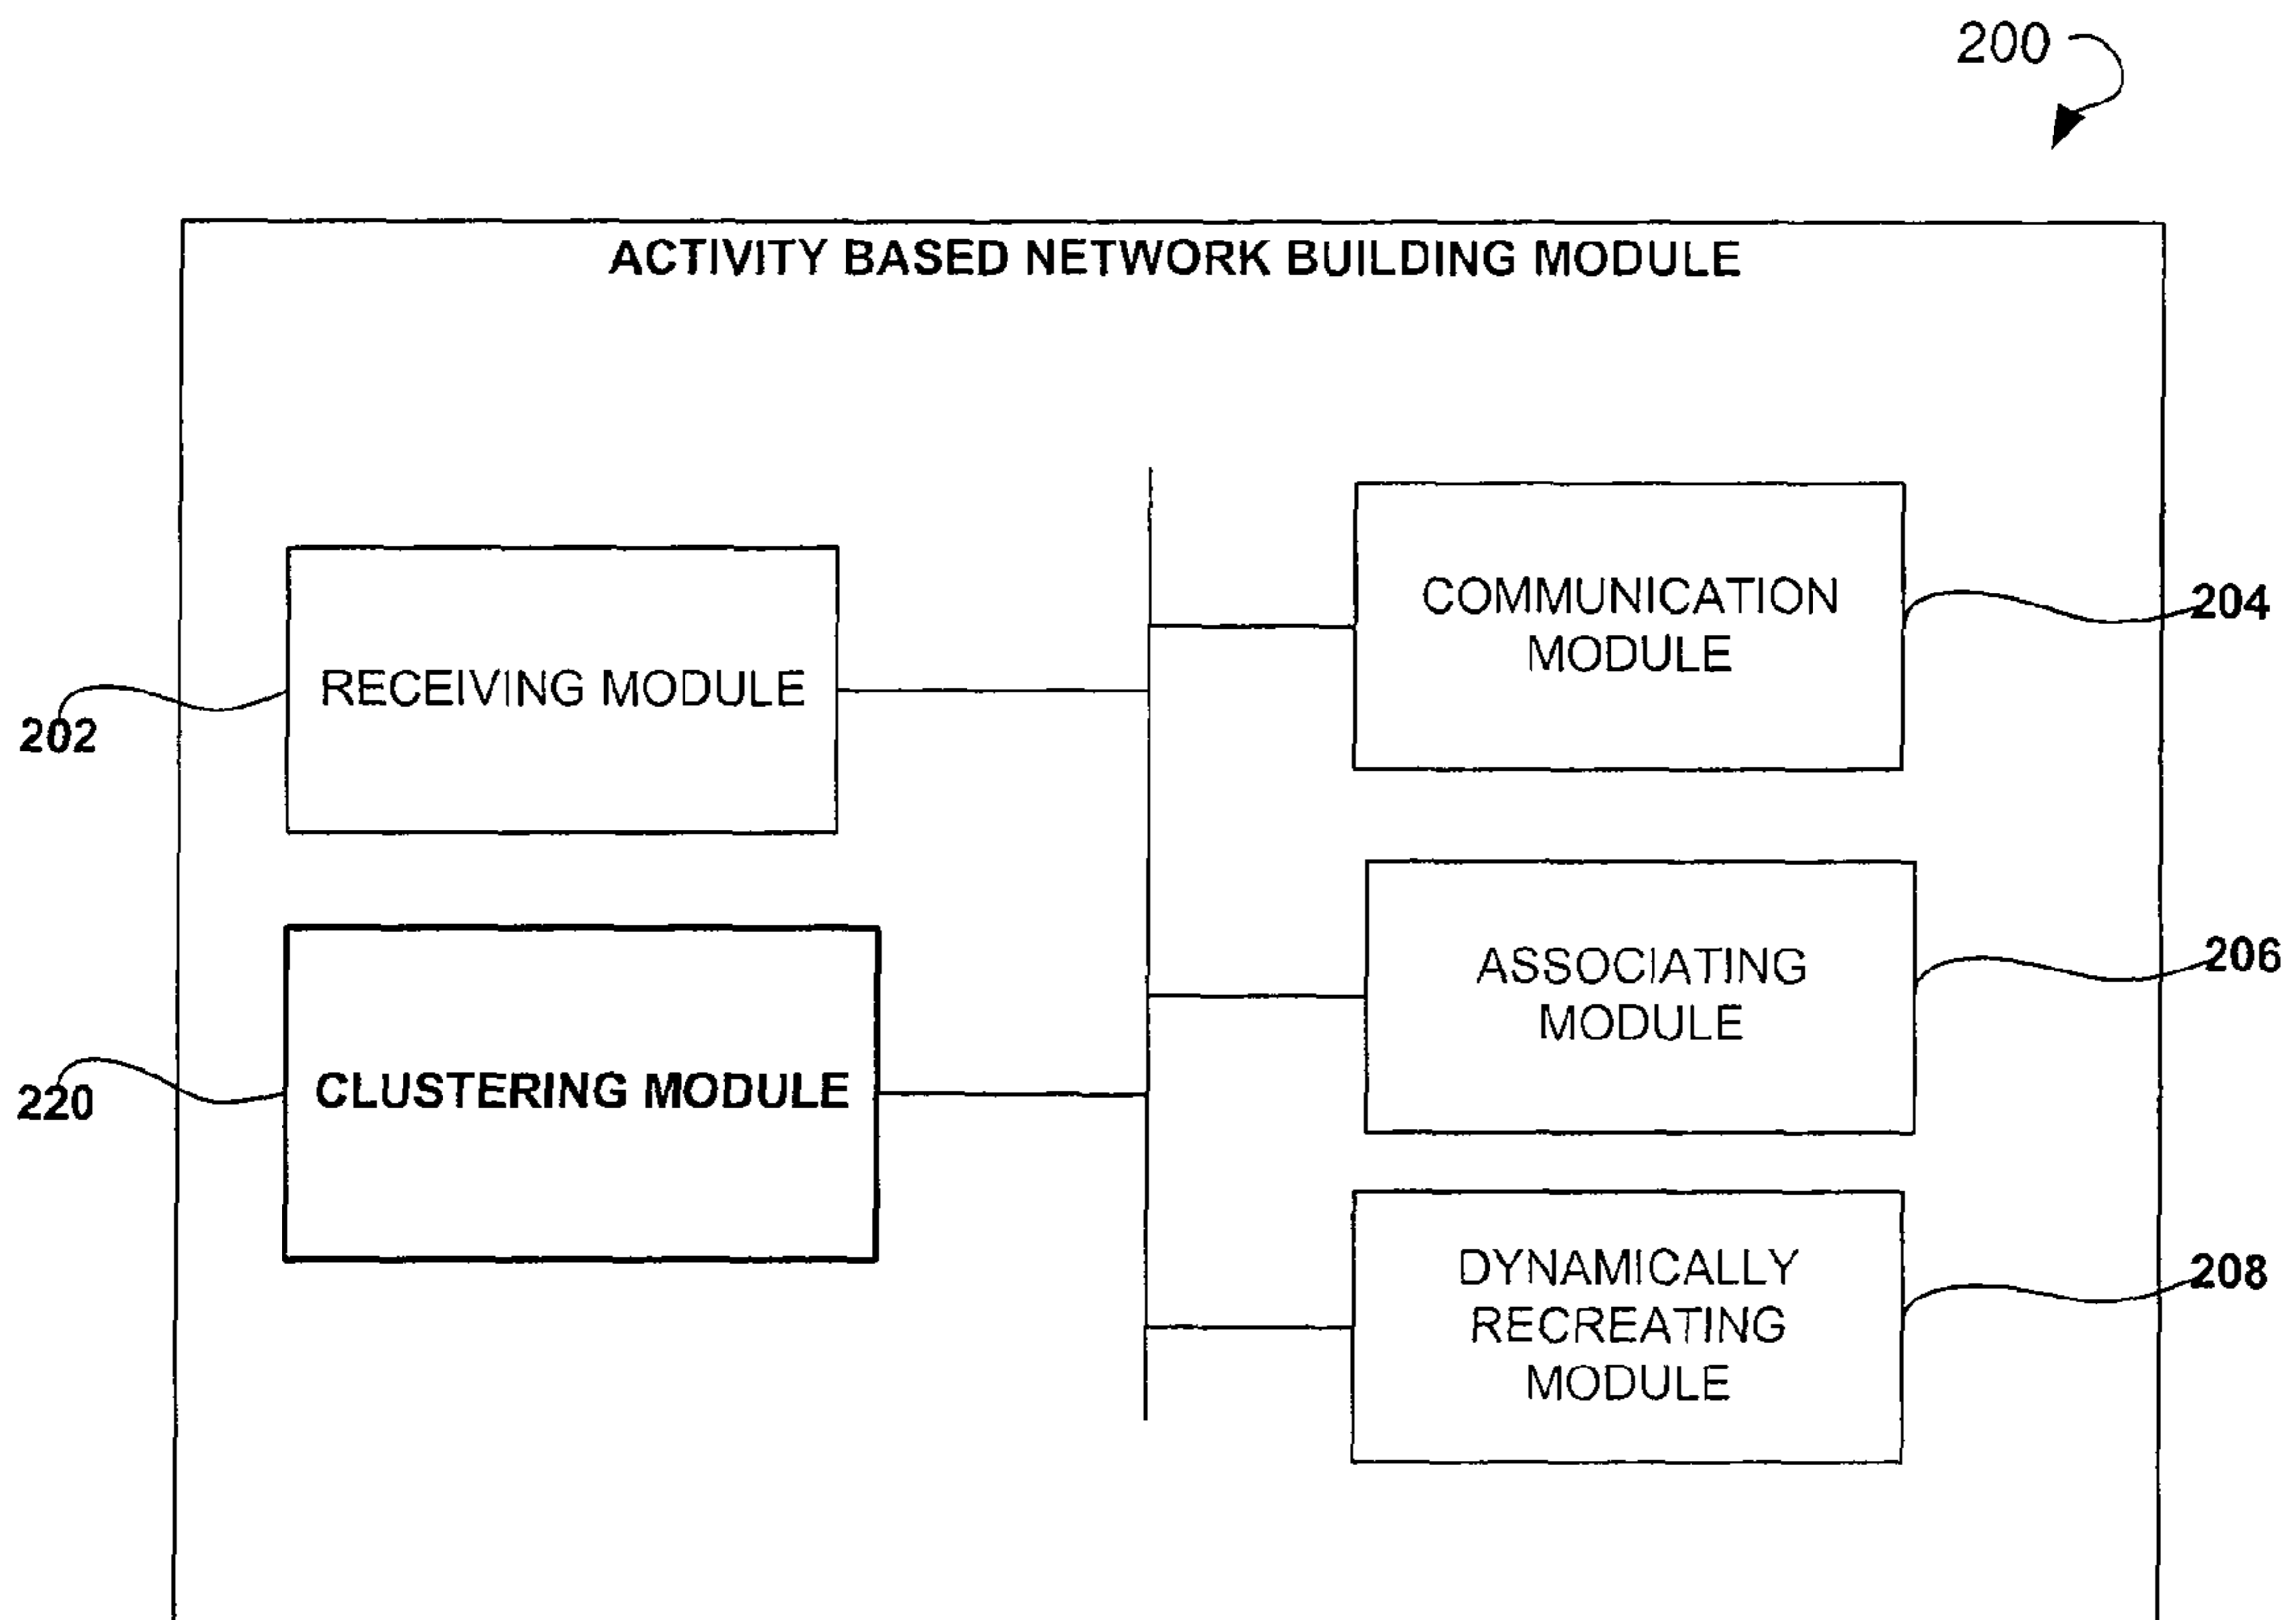 200
ACTIVITY BASED NETWORK BUILDING MODULE
COMMUNICATION
MODULE
204
RECEIVING MODULE
202
ASSOCIATING
MODULE
206
CLUSTERING MODULE
220
DYNAMICALLY
RECREATING
MODULE
208